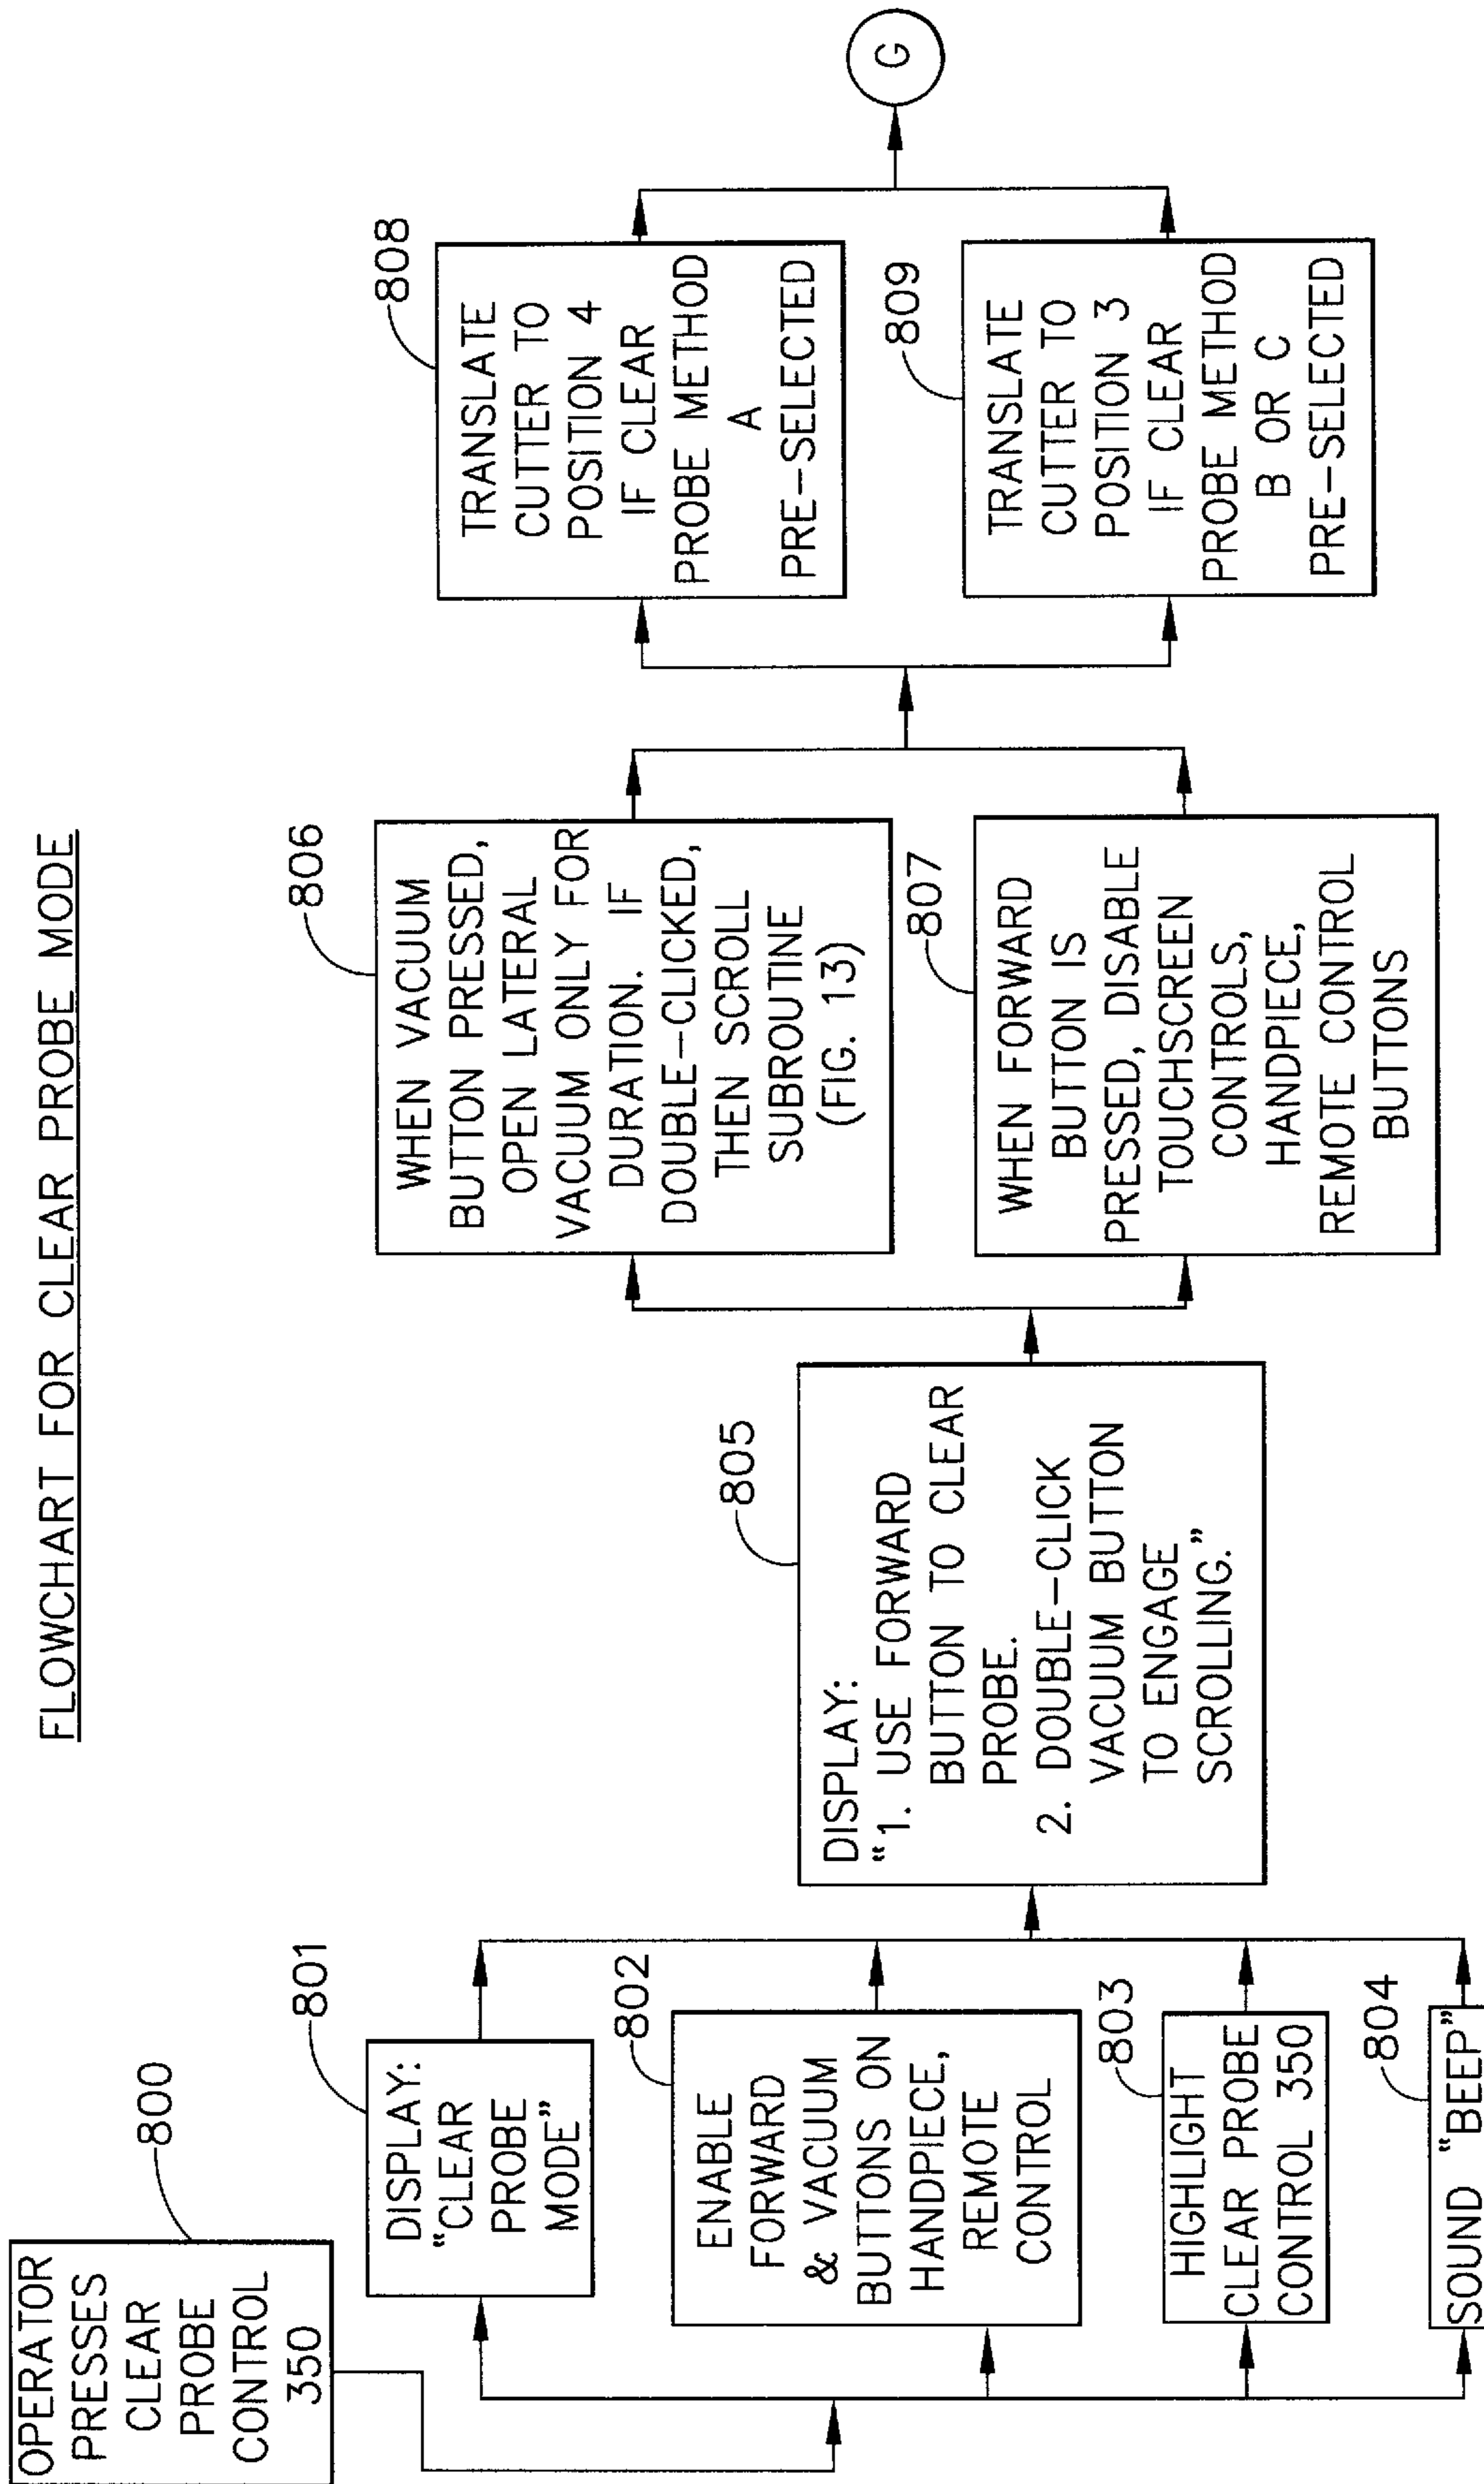 FLOWCHART FOR CLEAR PROBE MODE
OPERATOR
PRESSES
CLEAR
PROBE
CONTROL
350
800
DISPLAY:
"CLEAR
PROBE
MODE"
801
ENABLE
FORWARD
& VACUUM
BUTTONS ON
HANDPIECE,
REMOTE
CONTROL
802
HIGHLIGHT
CLEAR PROBE
CONTROL 350
803
SOUND "BEEP"
804
DISPLAY:
"1. USE FORWARD
BUTTON TO CLEAR
PROBE.
2. DOUBLE-CLICK
VACUUM BUTTON
TO ENGAGE
SCROLLING."
805
WHEN VACUUM
BUTTON PRESSED,
OPEN LATERAL
VACUUM ONLY FOR
DURATION. IF
DOUBLE-CLICKED,
THEN SCROLL
SUBROUTINE
(FIG. 13)
806
WHEN FORWARD
BUTTON IS
PRESSED, DISABLE
TOUCHSCREEN
CONTROLS,
HANDPIECE,
REMOTE CONTROL
BUTTONS
807
TRANSLATE
CUTTER TO
POSITION 4
IF CLEAR
PROBE METHOD
A
PRE-SELECTED
808
TRANSLATE
CUTTER TO
POSITION 3
IF CLEAR
PROBE METHOD
B OR C
PRE-SELECTED
809
G